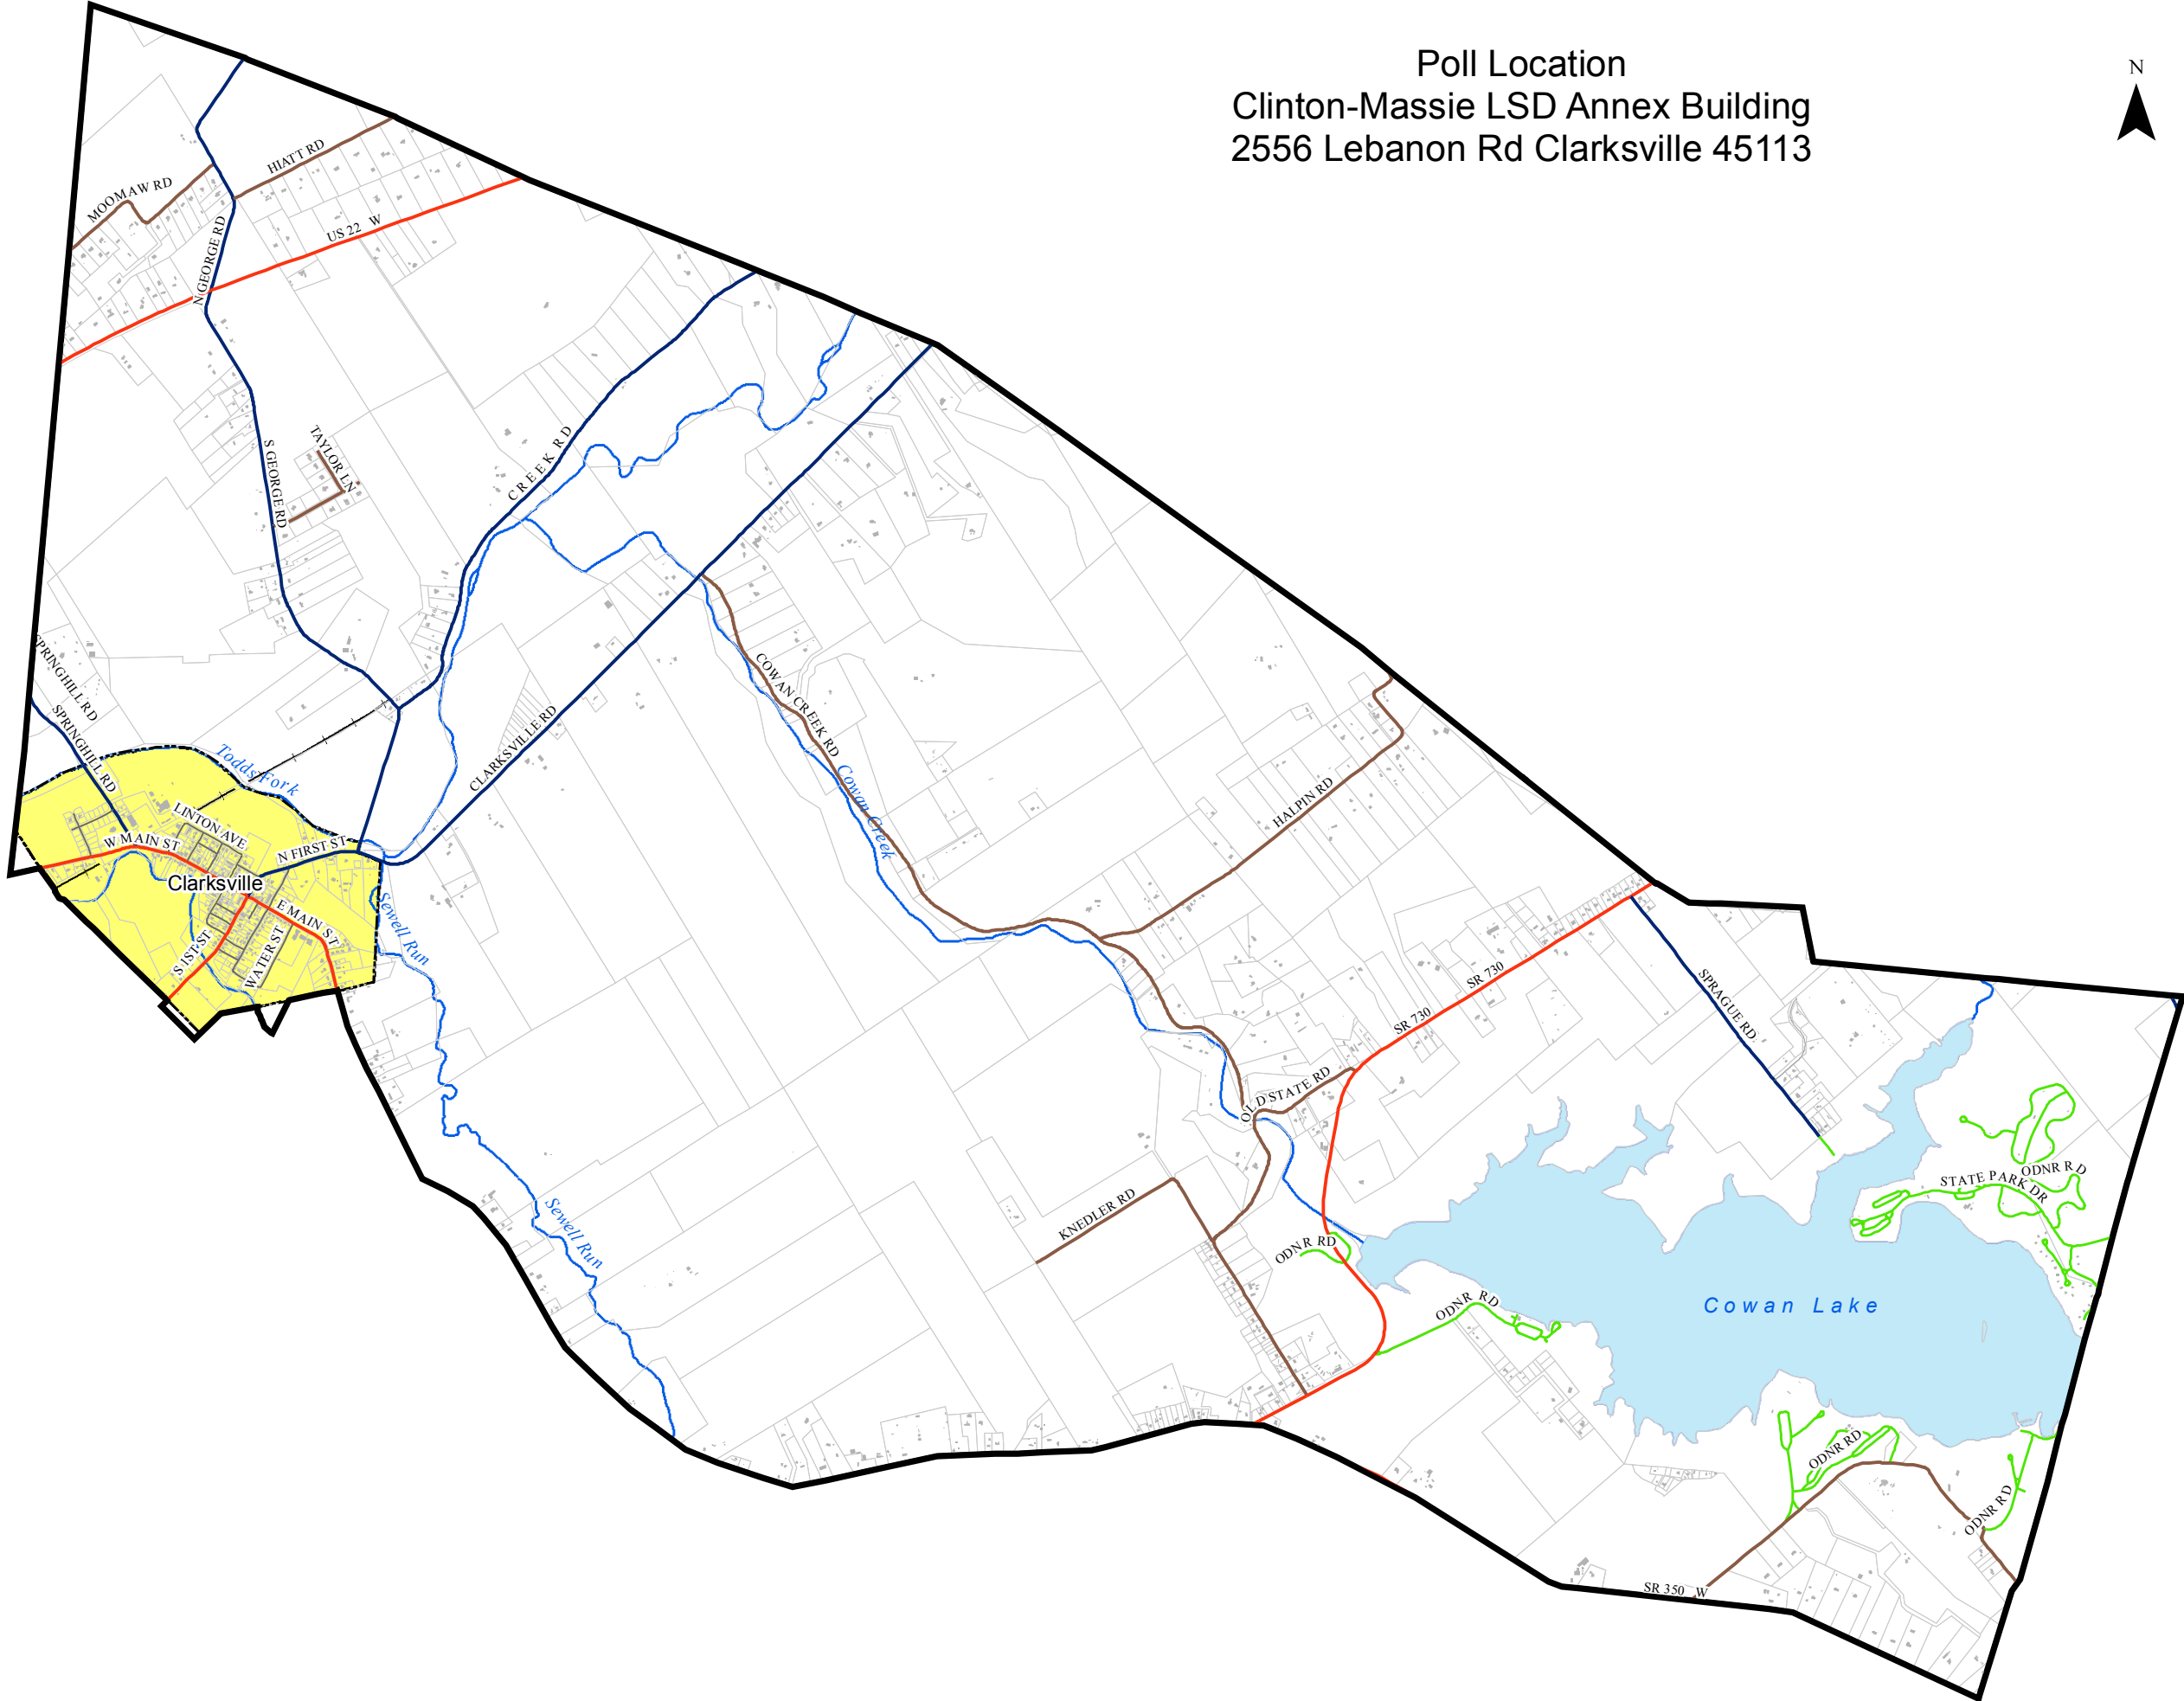 Poll Location
Clinton-Massie LSD Annex Building
2556 Lebanon Rd Clarksville 45113
N
HIATT RD
MOOMAW RD
US 22 W
N GEORGE RD
TAYLOR LN
S GEORGE RD
CREEK RD
SPRINGHILL RD
SPRINGHILL RD
COWAN CREEK RD
CLARKSVILLE RD
Todds Fork
Cowan Creek
HALPIN RD
LINTON AVE
W MAIN ST
N FIRST ST
Clarksville
E MAIN ST
Sewell Run
S 1ST ST
WATER ST
SR 730
SR 730
SPRAGUE RD
OLD STATE RD
ODNR RD
STATE PARK DR
KNEDLER RD
Sewell Run
ODNR RD
ODNR RD
Cowan Lake
ODNR RD
ODNR RD
SR 350 W